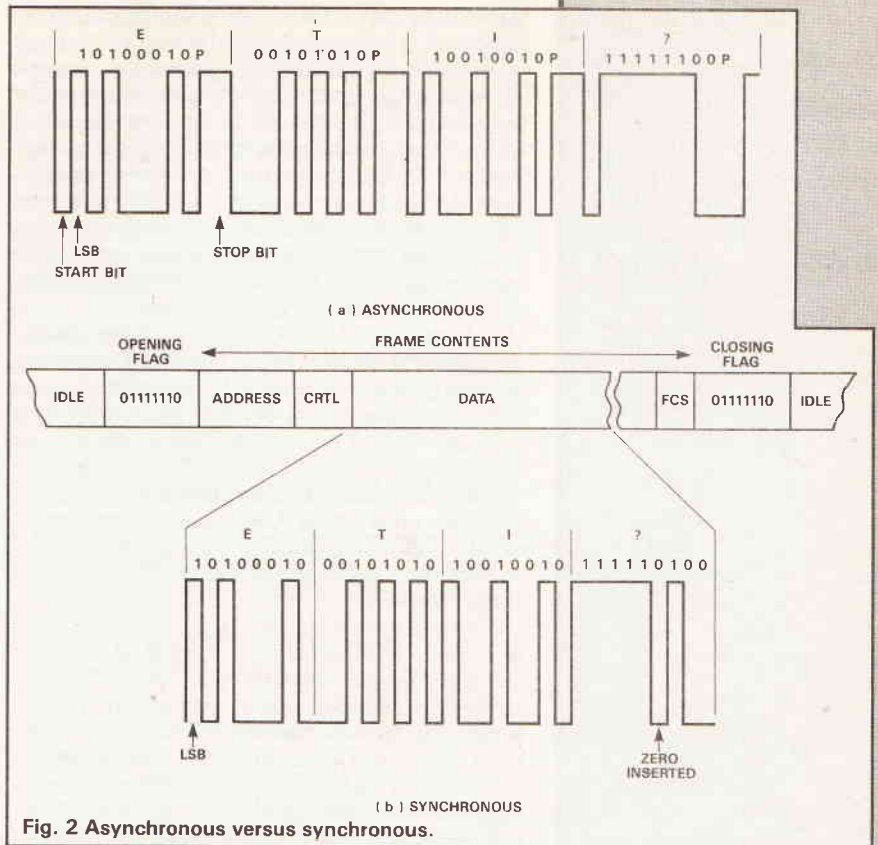 E T I ?
10100010P 00101010P 10010010P 11111100P
LSB
START BIT
STOP BIT
( a ) ASYNCHRONOUS
OPENING FLAG
FRAME CONTENTS
CLOSING FLAG
IDLE 01111110 ADDRESS CRTL DATA FCS 01111110 IDLE
E T I ?
10100010 00101010 10010010 111110100
LSB
ZERO INSERTED
( b ) SYNCHRONOUS
Fig. 2 Asynchronous versus synchronous.